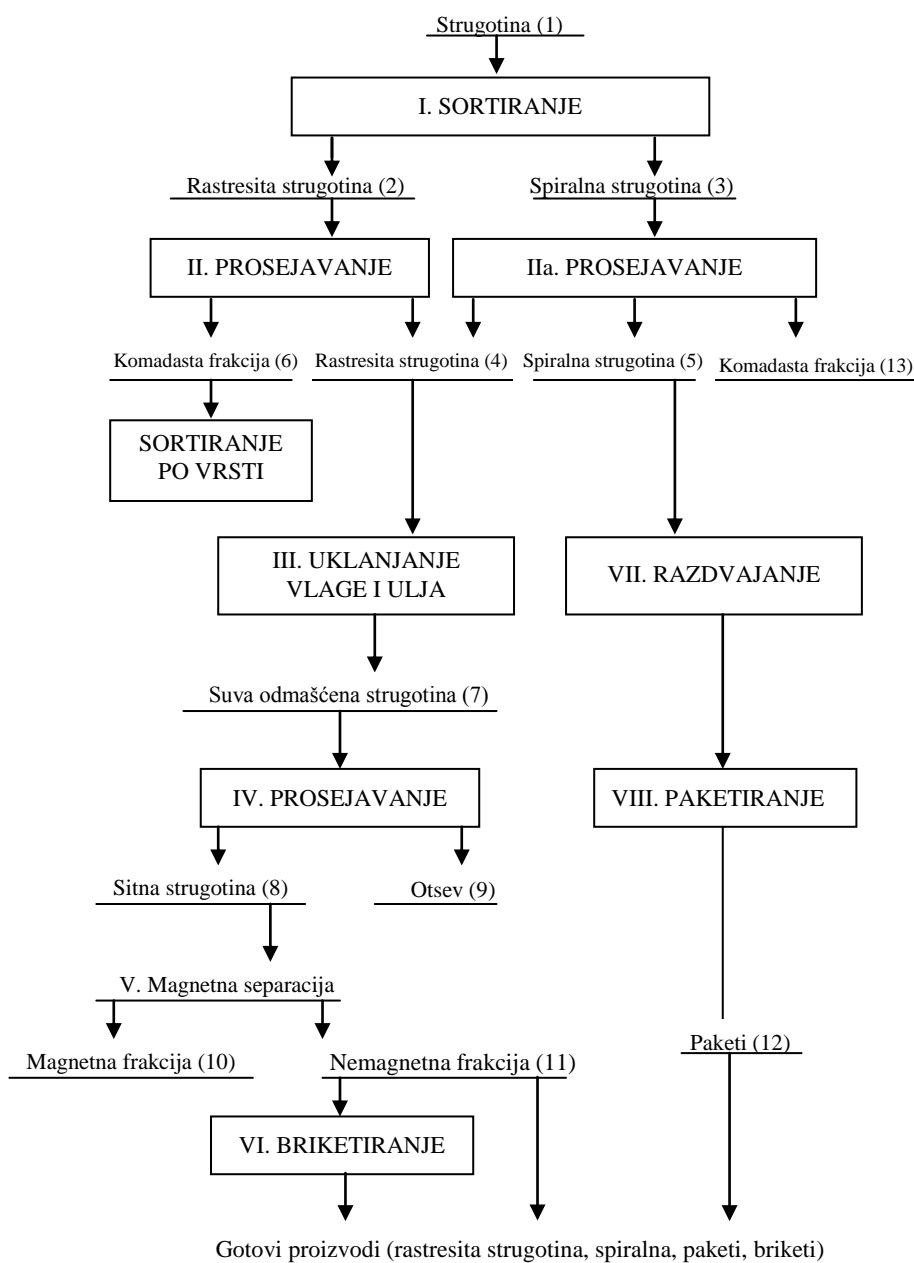 Strugotina (1)
I. SORTIRANJE
Rastresita strugotina (2)
Spiralna strugotina (3)
II. PROSEJAVANJE
IIa. PROSEJAVANJE
Komadasta frakcija (6)
Rastresita strugotina (4)
Spiralna strugotina (5)
Komadasta frakcija (13)
SORTIRANJE
PO VRSTI
III. UKLANJANJE
VLAGE I ULJA
VII. RAZDVAJANJE
Suva odmašćena strugotina (7)
IV. PROSEJAVANJE
VIII. PAKETIRANJE
Sitna strugotina (8)
Otsev (9)
V. Magnetna separacija
Paketi (12)
Magnetna frakcija (10)
Nemagnetna frakcija (11)
VI. BRIKETIRANJE
Gotovi proizvodi (rastresita strugotina, spiralna, paketi, briketi)